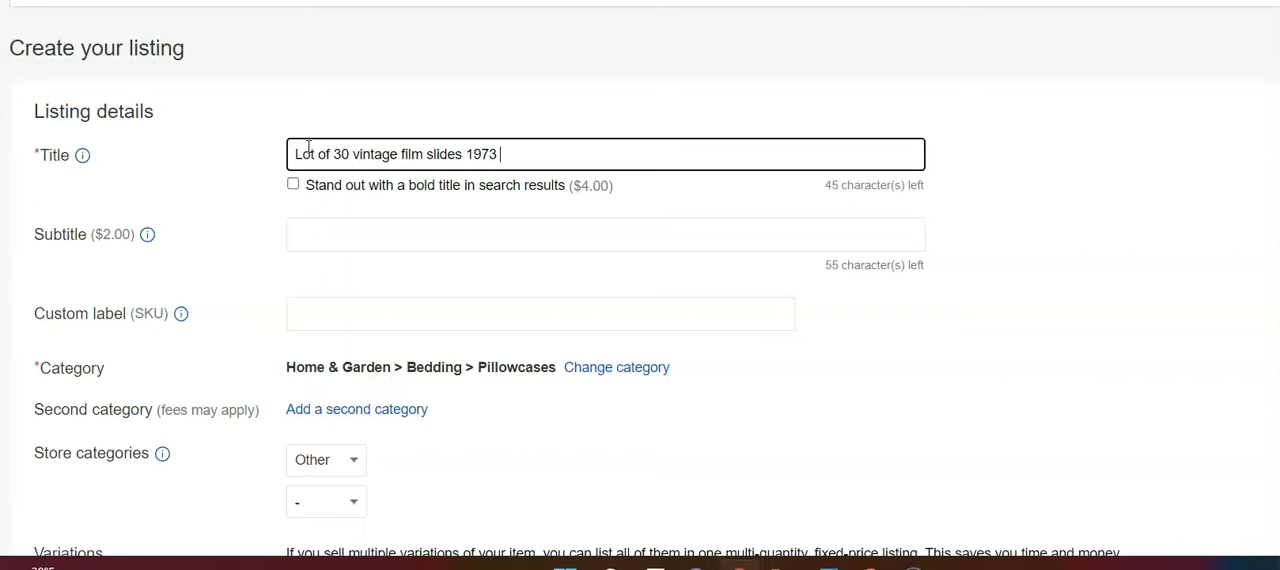 Create your listing
Listing details
*Title
Lot of 30 vintage film slides 1973
Stand out with a bold title in search results ($4.00)
45 character(s) left
Subtitle ($2.00)
55 character(s) left
Custom label (SKU)
*Category
Home & Garden > Bedding > Pillowcases Change category
Second category (fees may apply)
Add a second category
Store categories
Other
-
Variations
If you sell multiple variations of your item, you can list all of them in one multi-quantity, fixed-price listing. This saves you time and money